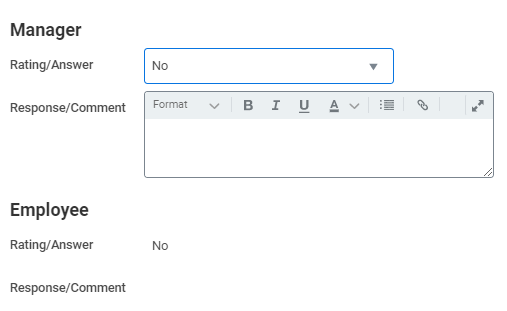 Manager
Rating/Answer No
Response/Comment
Format B I U A
Employee
Rating/Answer No
Response/Comment